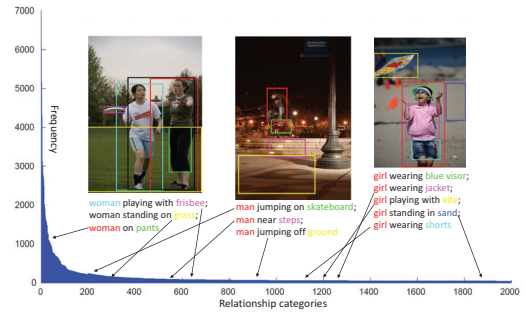 7000
6000
5000
4000
3000
2000
1000
0
Frequency
woman playing with frisbee;
woman standing on grass;
woman on pants
man jumping on skateboard;
man near steps;
man jumping off ground
girl wearing blue visor;
girl wearing jacket;
girl playing with kite;
girl standing in sand;
girl wearing shorts
0 200 400 600 800 1000 1200 1400 1600 1800 2000
Relationship categories